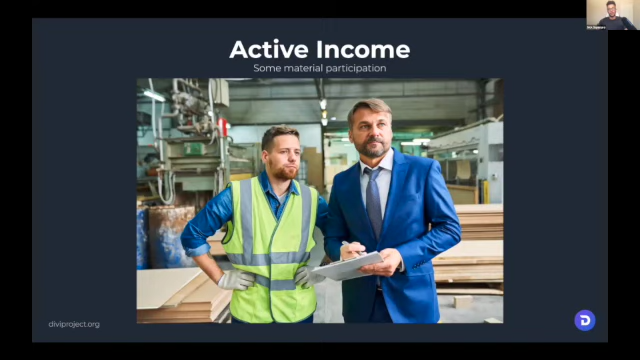 Active Income
Some material participation
diviproject.org